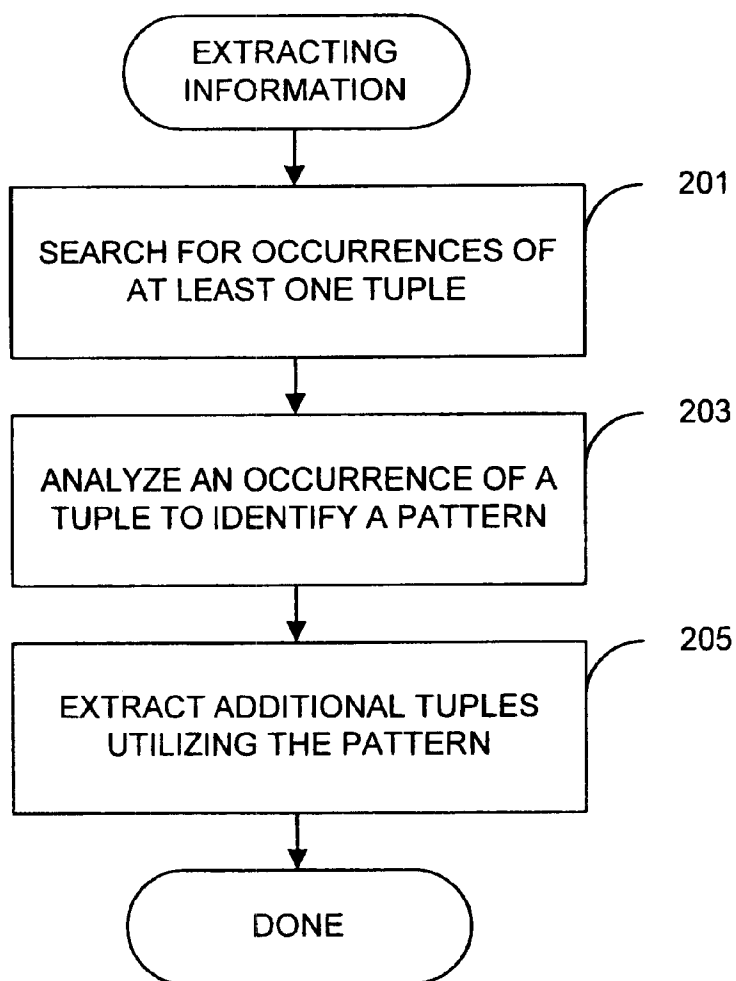 EXTRACTING
INFORMATION
201
SEARCH FOR OCCURRENCES OF
AT LEAST ONE TUPLE
203
ANALYZE AN OCCURRENCE OF A
TUPLE TO IDENTIFY A PATTERN
205
EXTRACT ADDITIONAL TUPLES
UTILIZING THE PATTERN
DONE